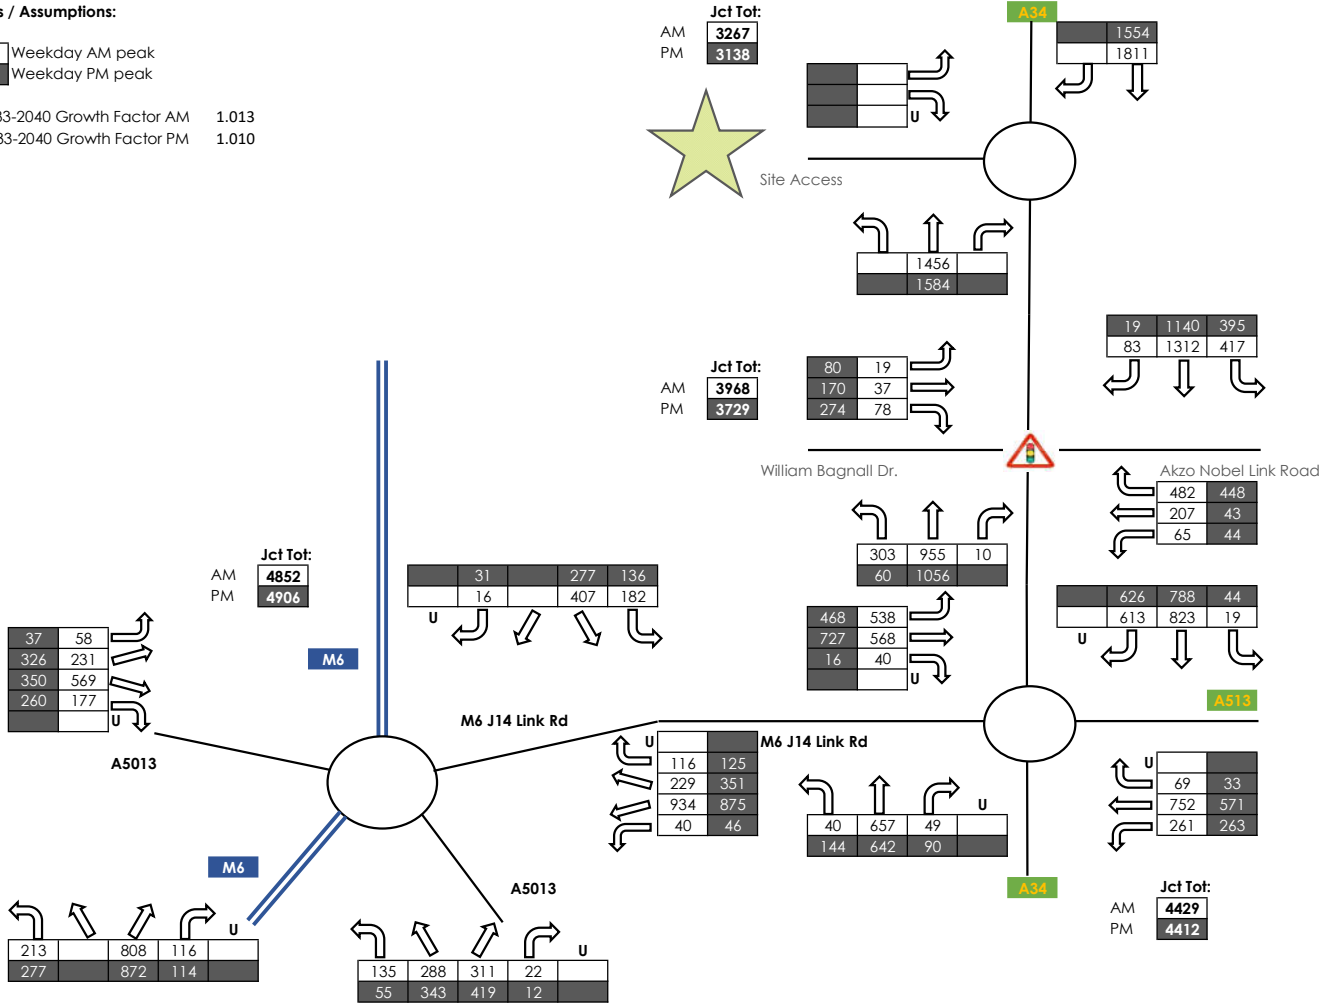 s / Assumptions:
Weekday AM peak
Weekday PM peak
33-2040 Growth Factor AM 1.013
33-2040 Growth Factor PM 1.010
Jct Tot:
AM 3267
PM 3138
A34
1554
1811
U
Site Access
1456
1584
19 1140 395
83 1312 417
Jct Tot:
AM 3968
PM 3729
80 19
170 37
274 78
William Bagnall Dr.
Akzo Nobel Link Road
482 448
207 43
65 44
303 955 10
60 1056
Jct Tot:
AM 4852
PM 4906
31 277 136
16 407 182
U
626 788 44
613 823 19
U
468 538
727 568
16 40
U
37 58
326 231
350 569
260 177
U
M6
A513
M6 J14 Link Rd
A5013
U
M6 J14 Link Rd
116 125
229 351
934 875
40 46
U
40 657 49
144 642 90
U
69 33
752 571
261 263
M6
A5013
A34
Jct Tot:
AM 4429
PM 4412
U
213 808 116
277 872 114
U
135 288 311 22
55 343 419 12